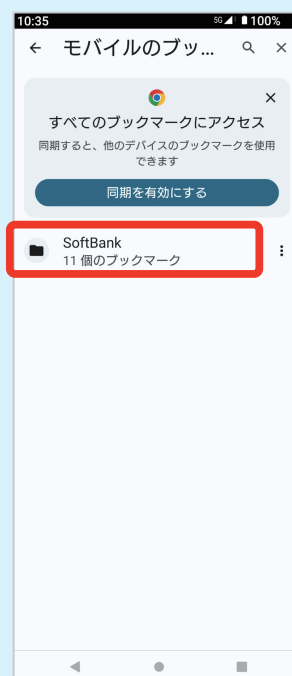 10:35 5G 100%
モバイルのブッ...
すべてのブックマークにアクセス
同期すると、他のデバイスのブックマークを使用
できます
同期を有効にする
SoftBank
11 個のブックマーク